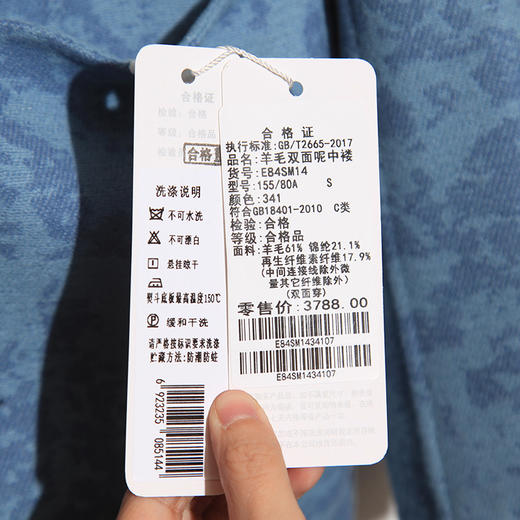 合格证
检验：合格
等级：合格品
检验
合格
洗涤说明
不可水洗
不可漂白
悬挂晾干
熨斗底板最高温度150℃
缓和干洗
请严格按标识要求洗涤
贮藏方法：防潮防蛀
6 923235 085144
合格证
执行标准：GB/T2665-2017
品名：羊毛双面呢中褛
货号：EB4SM14
型号：155/80A S
颜色：341
符合GB18401-2010 C类
检验：合格
等级：合格品
面料：羊毛61% 锦纶21.1%
再生纤维素纤维17.9%
(中间连接线除外微
量其它纤维除外)
(双面穿)
零售价：3788.00
E84SM1434107
E84SM1434107